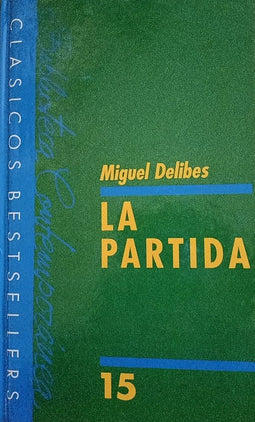 CLASICOS BESTSELLERS
Biblioteca Contemporánea
Miguel Delibes
LA
PARTIDA
15